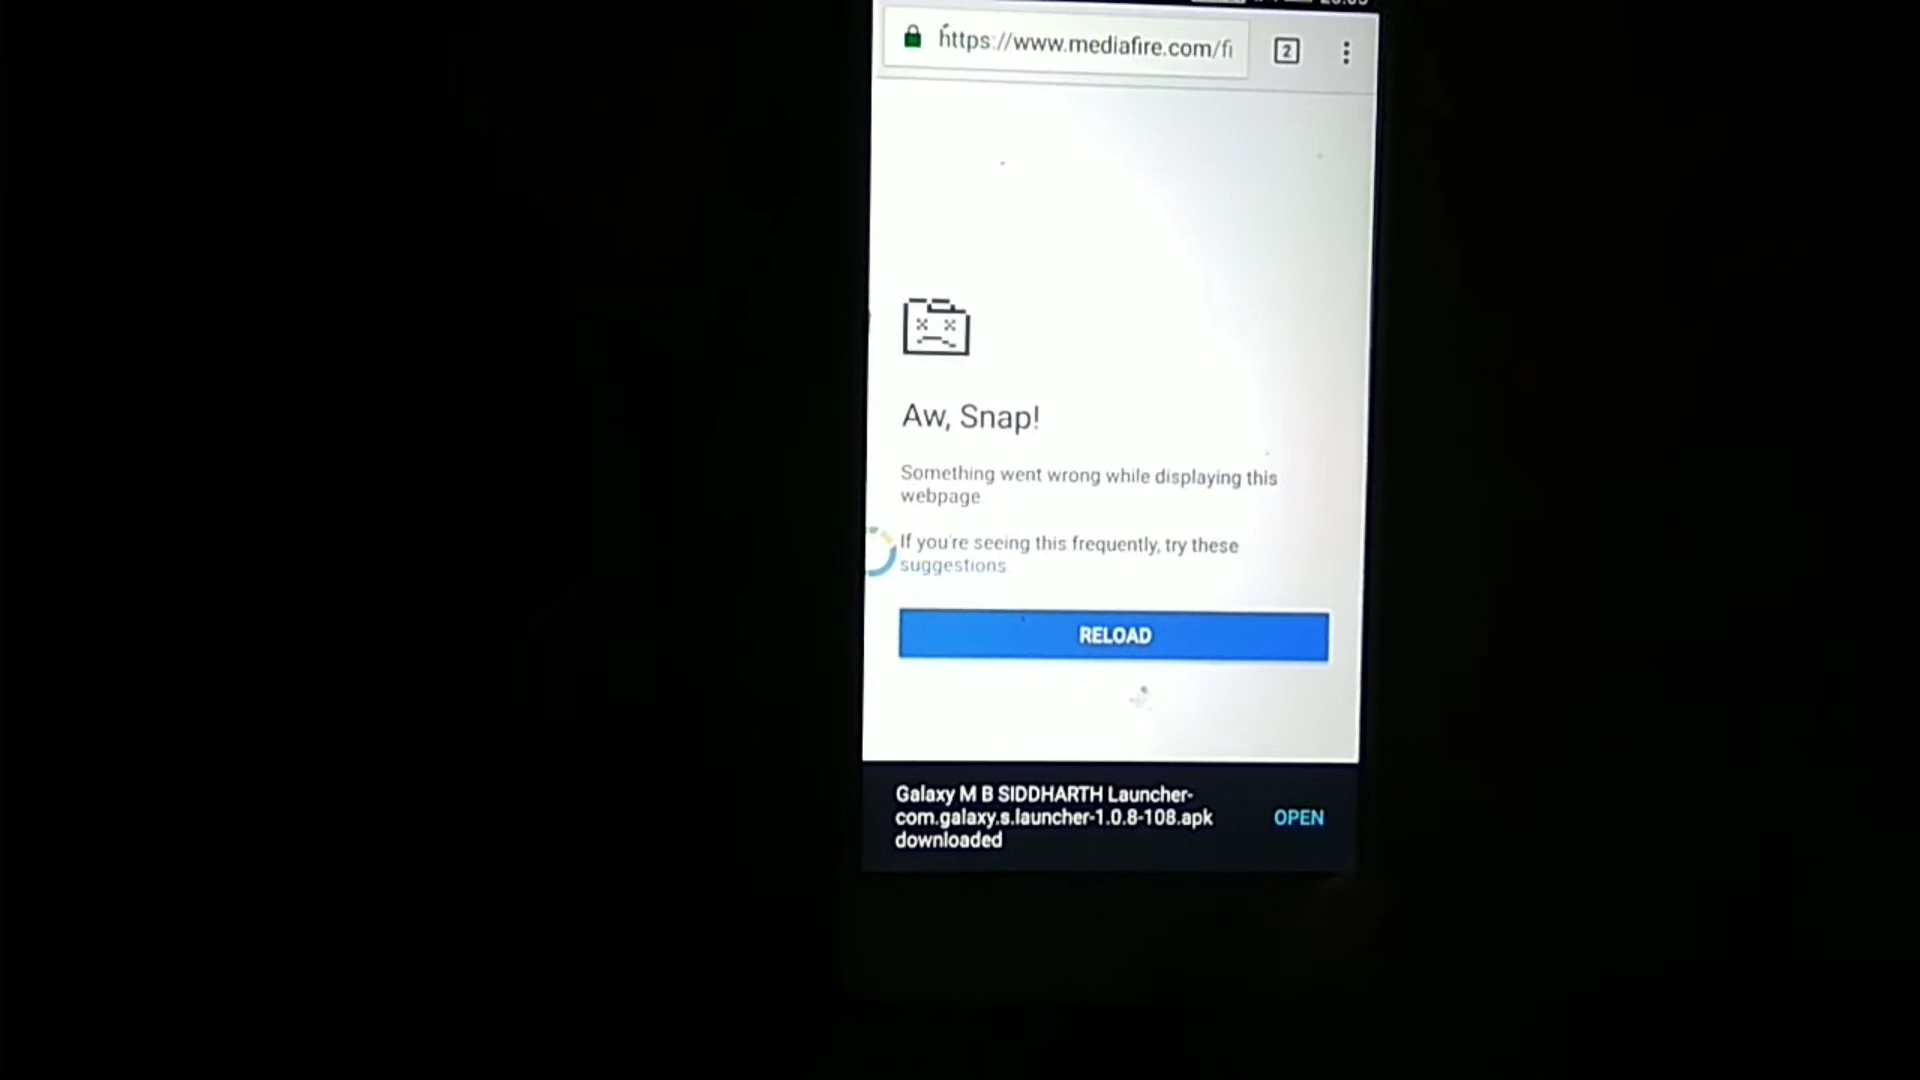 https://www.mediafire.com/fi
2
Aw, Snap!
Something went wrong while displaying this
webpage
If you're seeing this frequently, try these
suggestions
RELOAD
Galaxy M B SIDDHARTH Launcher-
com.galaxy.s.launcher-1.0.8-108.apk
downloaded
OPEN